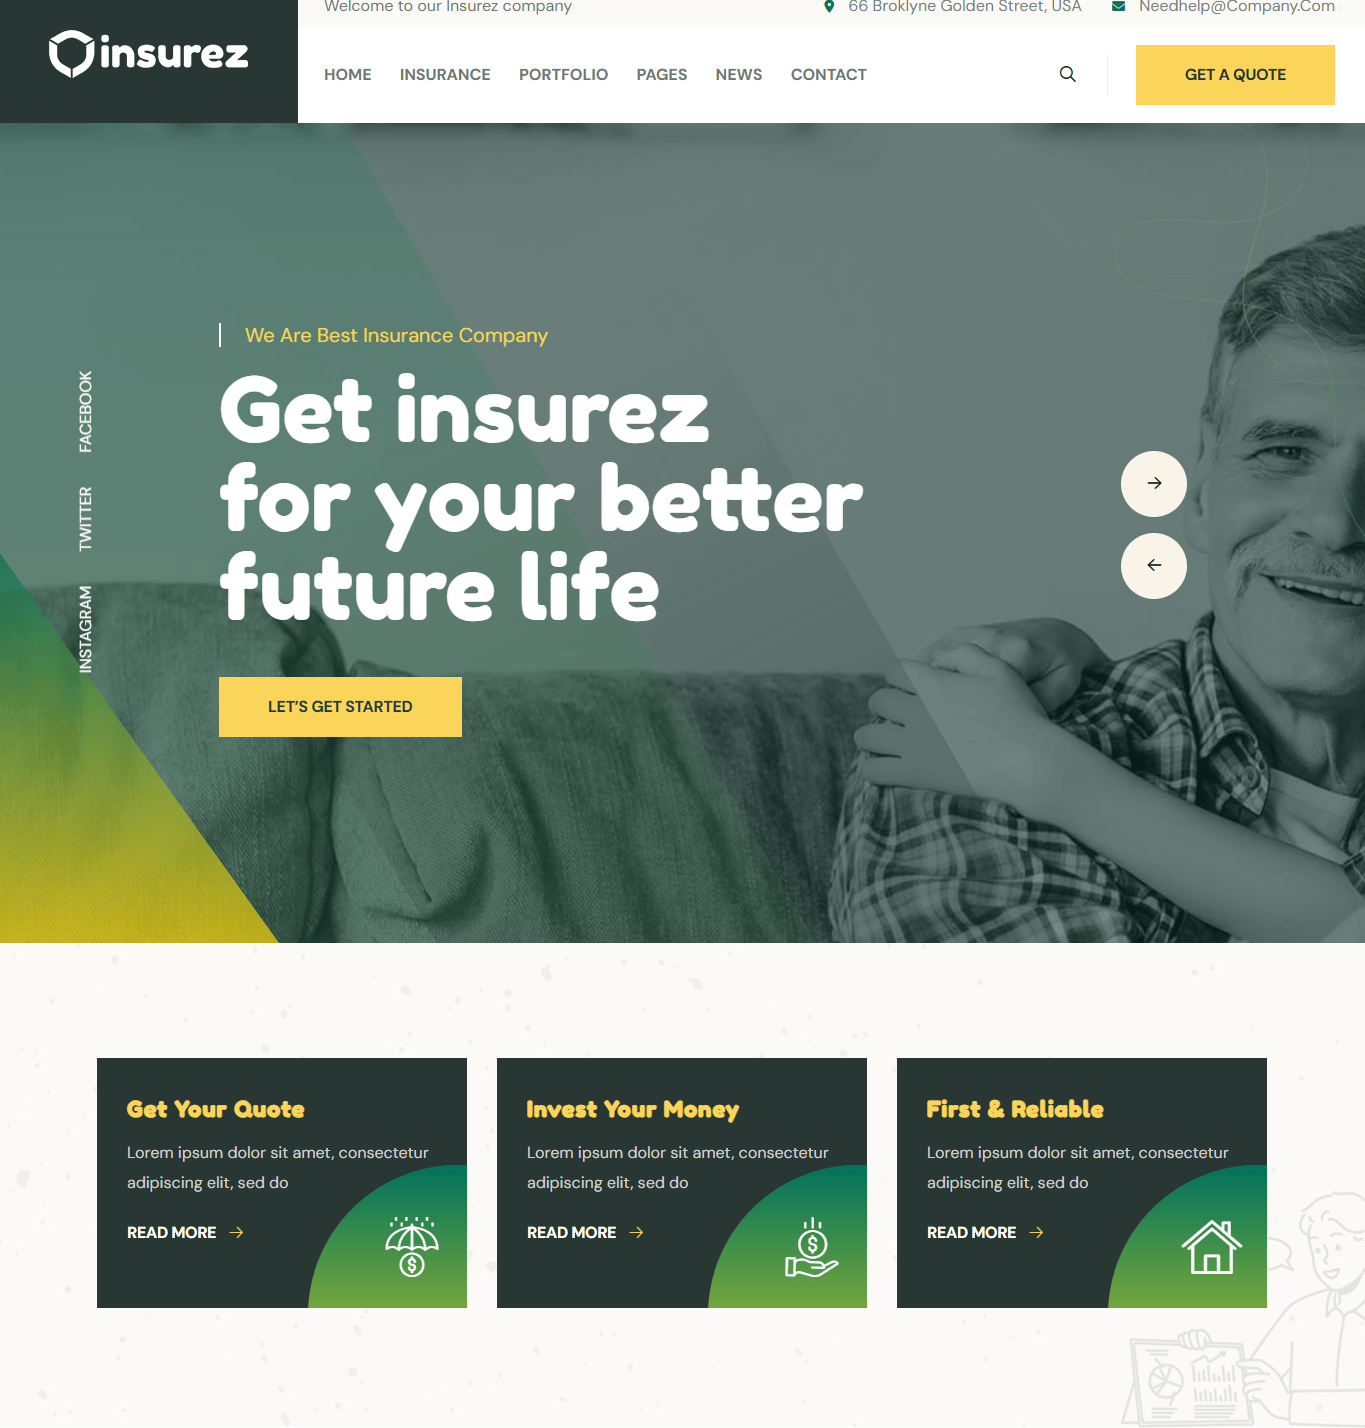 Welcome to our Insurez company
66 Broklyne Golden Street, USA
Needhelp@Company.Com
insurez
HOME
INSURANCE
PORTFOLIO
PAGES
NEWS
CONTACT
GET A QUOTE
FACEBOOK
TWITTER
INSTAGRAM
We Are Best Insurance Company
Get insurez
for your better
future life
LET'S GET STARTED
Get Your Quote
Lorem ipsum dolor sit amet, consectetur
adipiscing elit, sed do
READ MORE
Invest Your Money
Lorem ipsum dolor sit amet, consectetur
adipiscing elit, sed do
READ MORE
First & Reliable
Lorem ipsum dolor sit amet, consectetur
adipiscing elit, sed do
READ MORE